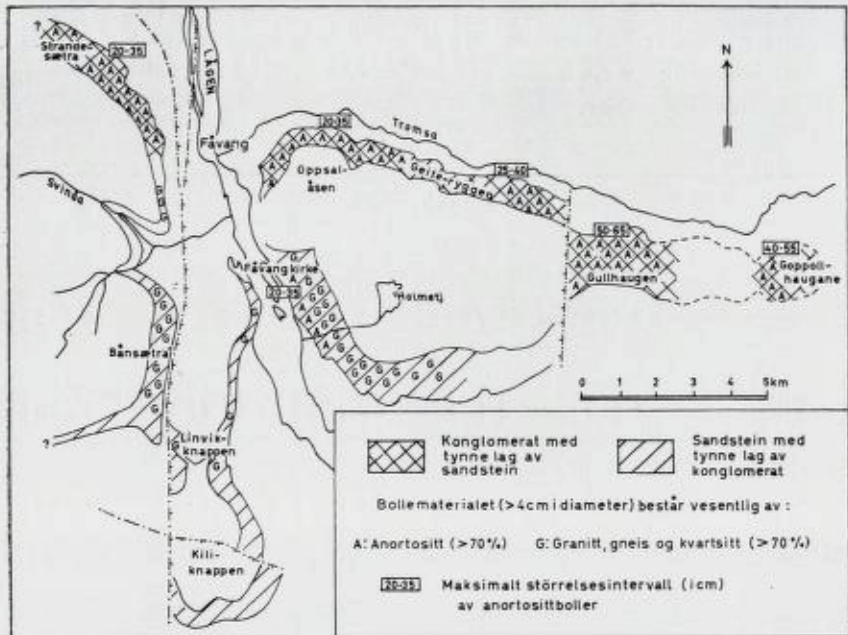 ?
Strande-
sætra
20-35
LÅGEN
N
Fåvang
20-35
Tromsa
Oppsal-
åsen
Geite-ryggen
25-40
Svinåa
50-65
40-55
Gullhaugen
Goppoll-
haugane
Fåvang kirke
20-35
Holmetj.
Bånsætra
0 1 2 3 4 5km
?
Linvik-
knappen
Kili-
knappen
Konglomerat med
tynne lag av
sandstein
Sandstein med
tynne lag av
konglomerat
Bollematerialet (>4cm i diameter) består vesentlig av :
A: Anortositt (>70%) G: Granitt, gneis og kvartsitt (>70%)
20-35 Maksimalt störrelsesintervall (i cm)
av anortosittboller